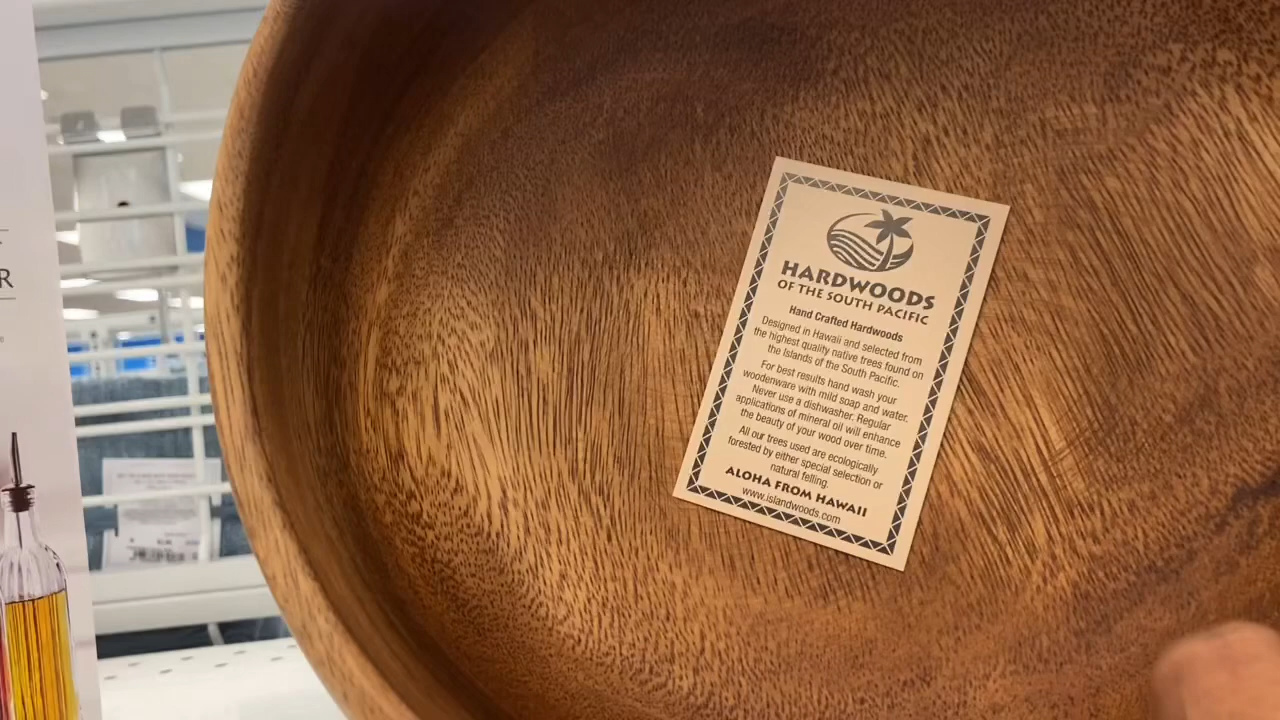 R
HARDWOODS
OF THE SOUTH PACIFIC
Hand Crafted Hardwoods
Designed in Hawaii and selected from
the highest quality native trees found on
the Islands of the South Pacific.
For best results hand wash your
woodenware with mild soap and water.
Never use a dishwasher. Regular
applications of mineral oil will enhance
the beauty of your wood over time.
All our trees used are ecologically
forested by either special selection or
natural felling.
ALOHA FROM HAWAII
www.islandwoods.com